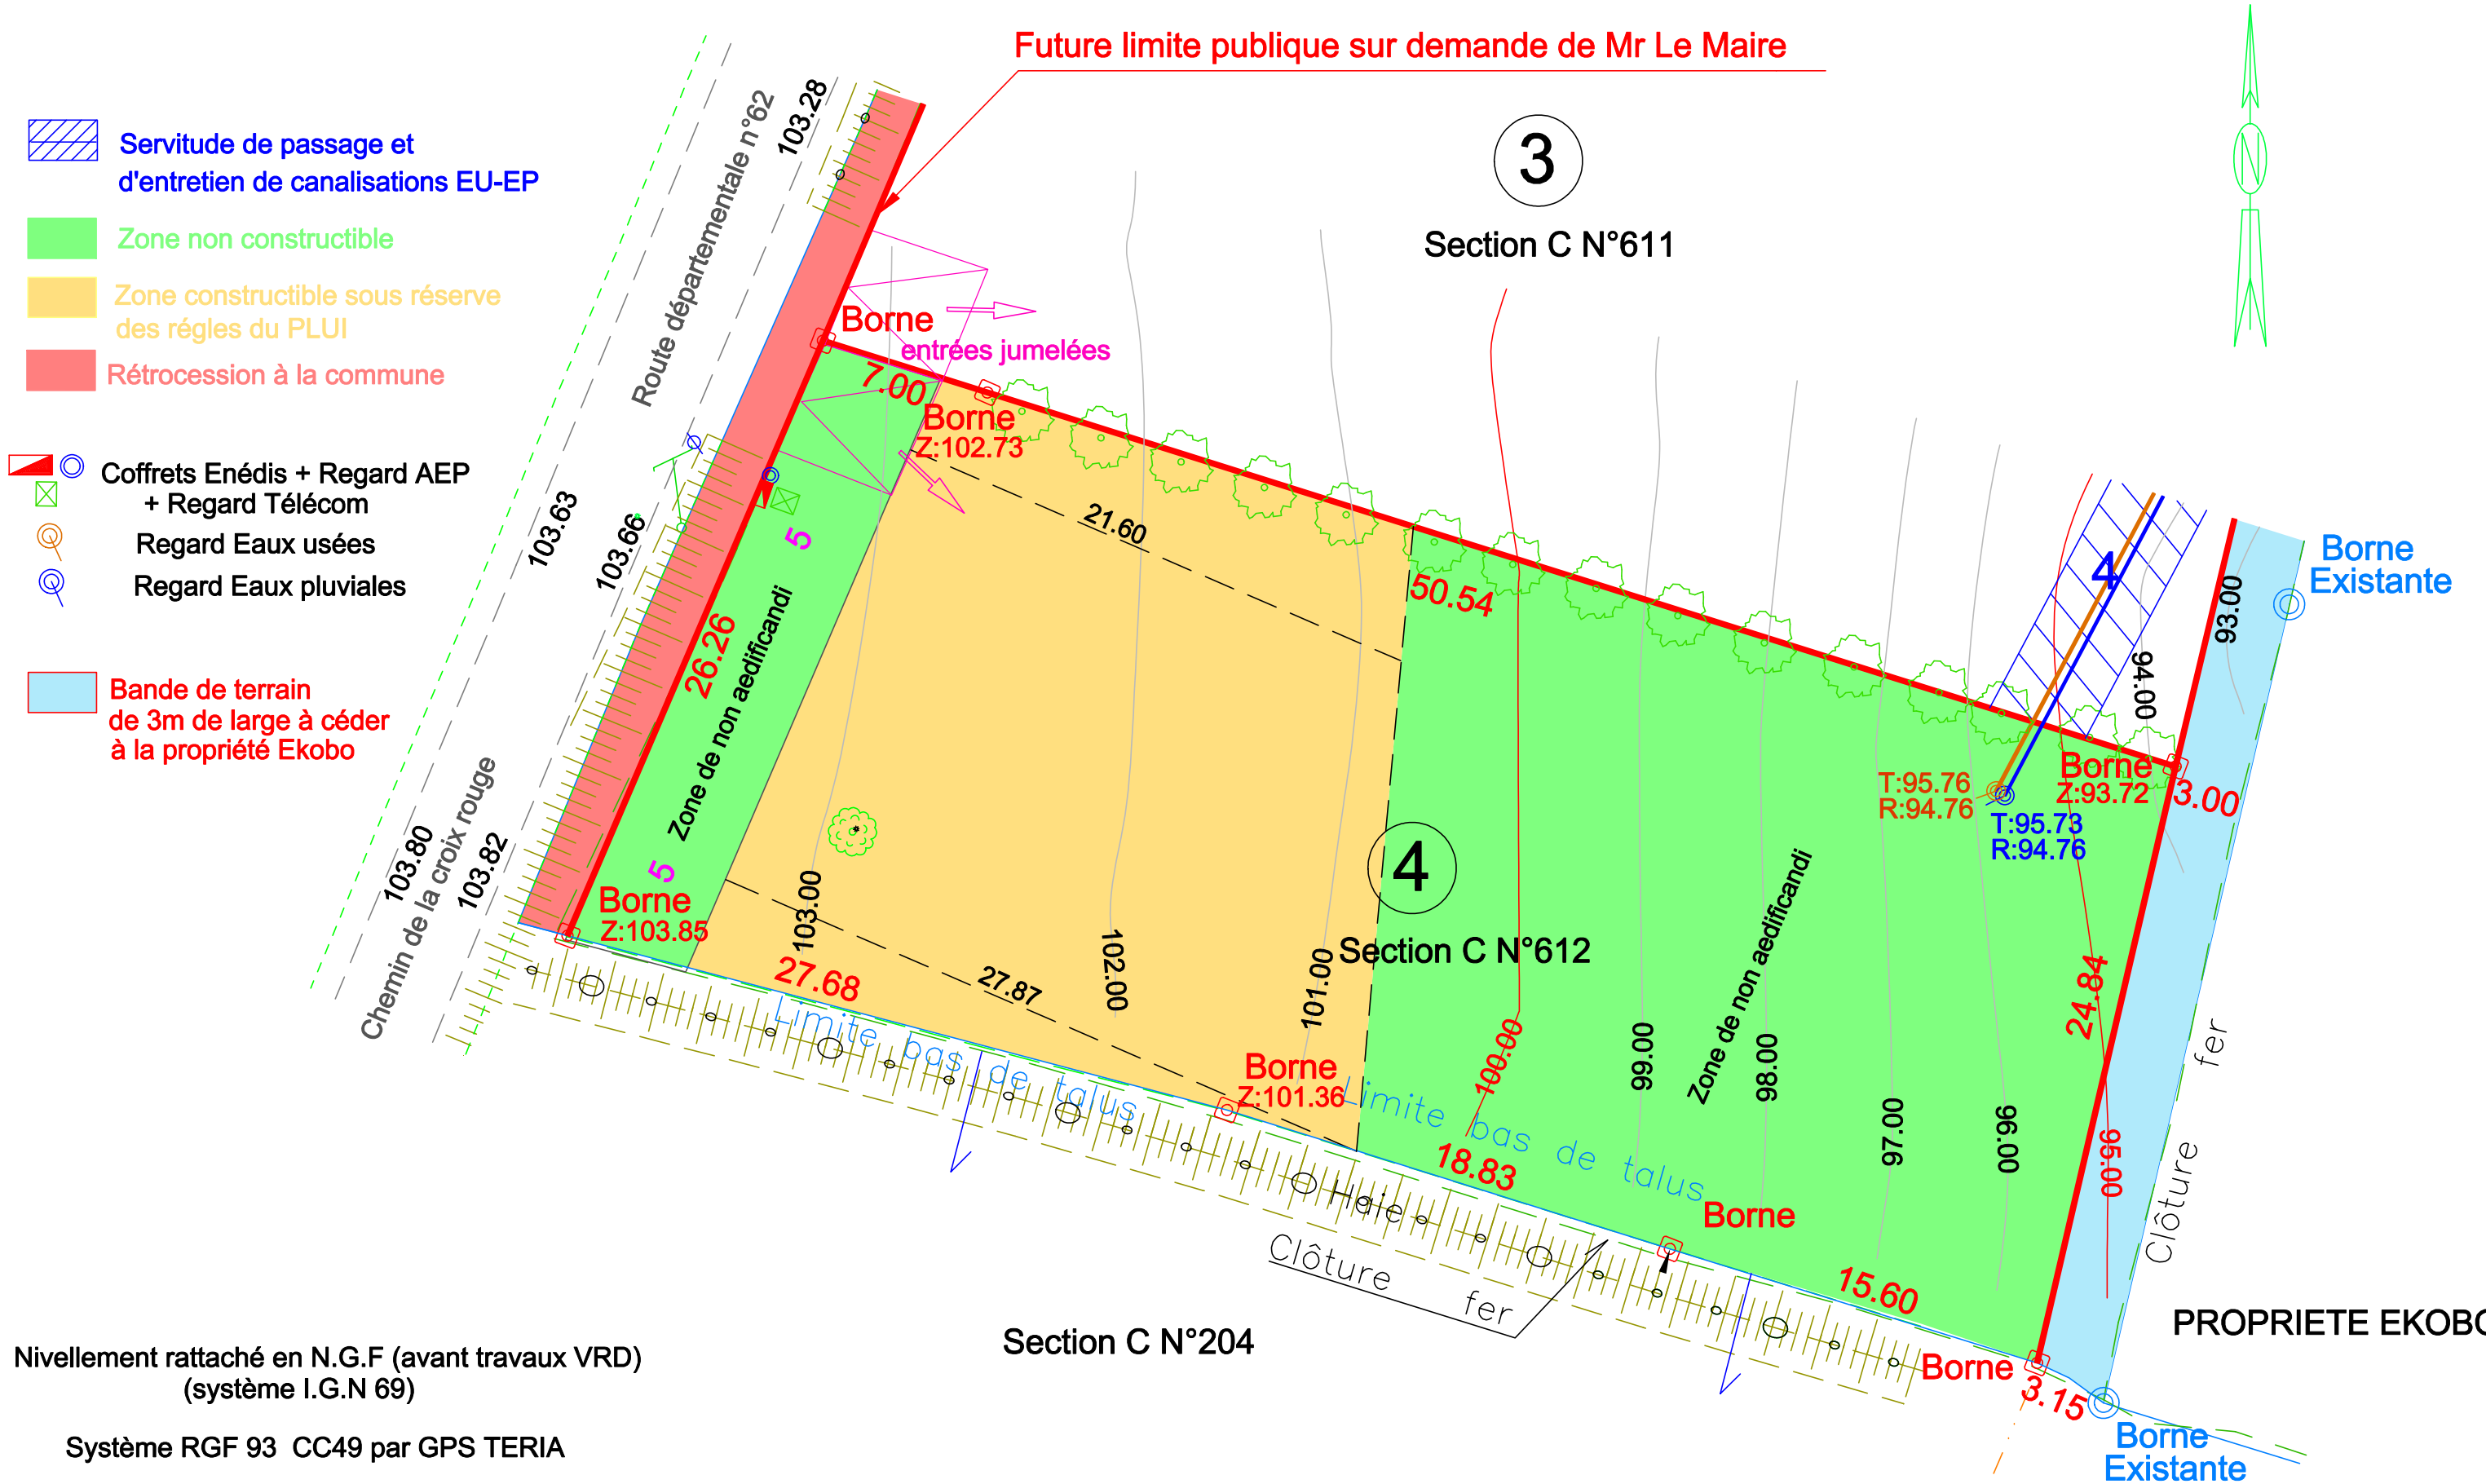 Future limite publique sur demande de Mr Le Maire
Servitude de passage et
d'entretien de canalisations EU-EP
Zone non constructible
Zone constructible sous réserve
des régles du PLUI
Rétrocession à la commune
Coffrets Enédis + Regard AEP
+ Regard Télécom
Regard Eaux usées
Regard Eaux pluviales
Bande de terrain
de 3m de large à céder
à la propriété Ekobo
Route départementale n°62
103.28
103.63
103.66
Chemin de la croix rouge
103.80
103.82
3
Section C N°611
N
Borne
entrées jumelées
7.00
Borne
Z:102.73
21.60
50.54
26.26
Zone de non aedificandi
5
5
Borne
Z:103.85
27.68
27.87
103.00
102.00
101.00
100.00
99.00
98.00
97.00
96.00
95.00
94.00
93.00
4
Section C N°612
Zone de non aedificandi
4
T:95.76
R:94.76
T:95.73
R:94.76
Borne
Z:93.72
3.00
Borne
Existante
24.84
Clôture fer
Limite bas de talus
Borne
Z:101.36
Limite bas de talus
18.83
Haie
Clôture fer
Borne
15.60
Borne
3.15
Borne
Existante
PROPRIETE EKOBO
Section C N°204
Nivellement rattaché en N.G.F (avant travaux VRD)
(système I.G.N 69)
Système RGF 93 CC49 par GPS TERIA